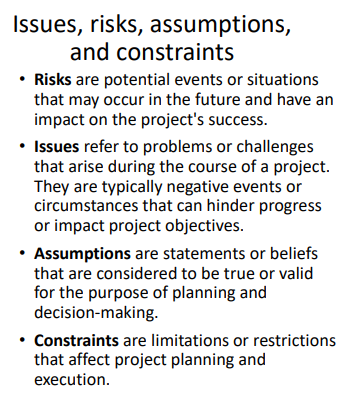 Issues, risks, assumptions,
and constraints
• Risks are potential events or situations
that may occur in the future and have an
impact on the project's success.
• Issues refer to problems or challenges
that arise during the course of a project.
They are typically negative events or
circumstances that can hinder progress
or impact project objectives.
• Assumptions are statements or beliefs
that are considered to be true or valid
for the purpose of planning and
decision-making.
• Constraints are limitations or restrictions
that affect project planning and
execution.